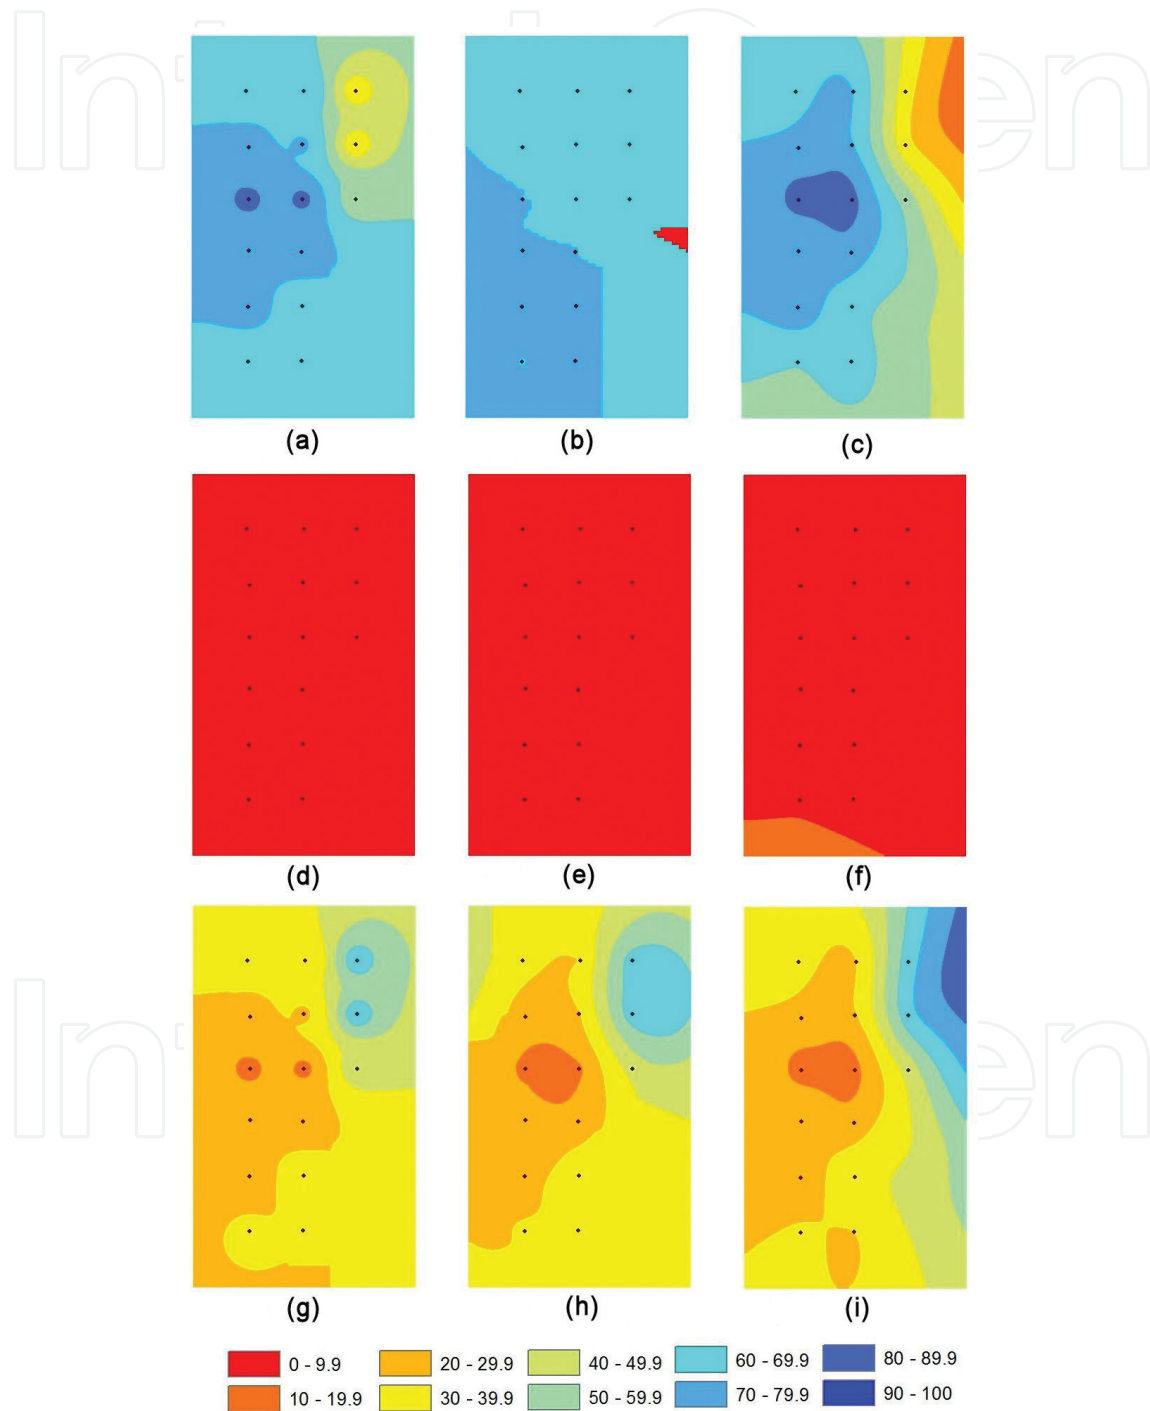 IntechOpen
(a) (b) (c)
(d) (e) (f)
(g) (h) (i)
0 - 9.9 20 - 29.9 40 - 49.9 60 - 69.9 80 - 89.9
10 - 19.9 30 - 39.9 50 - 59.9 70 - 79.9 90 - 100